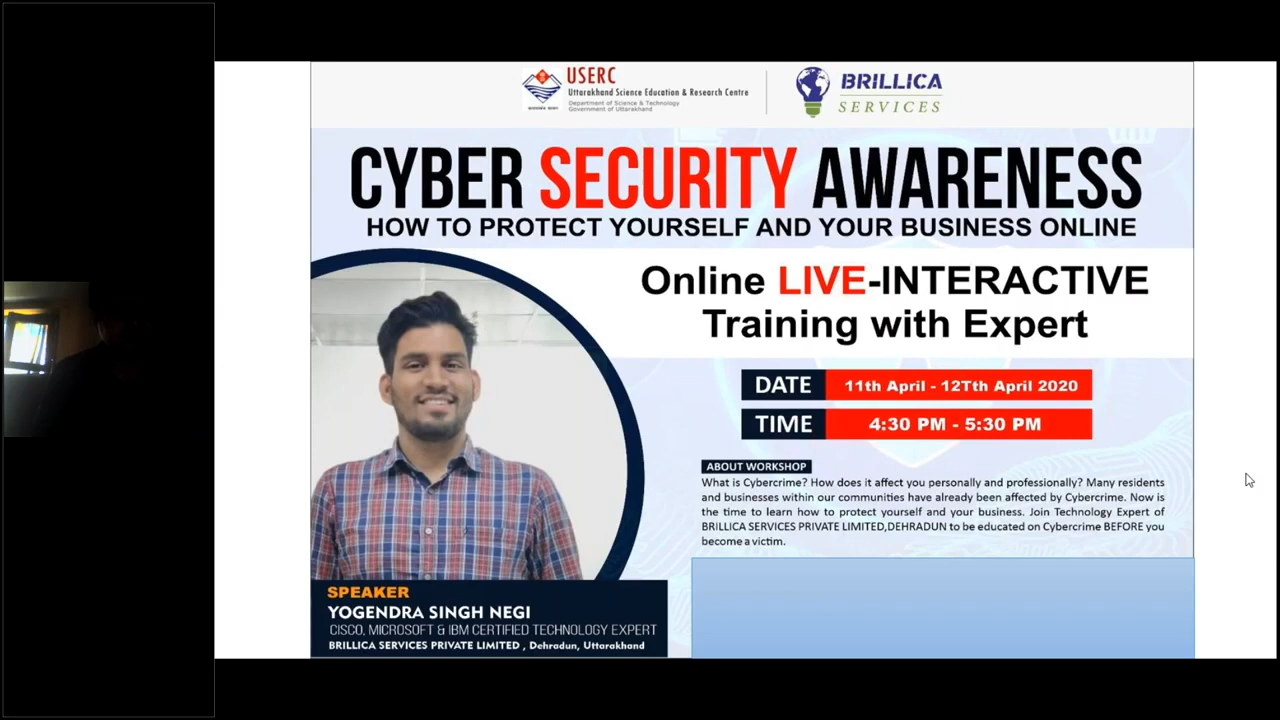 USERC
Uttarakhand Science Education & Research Centre
Department of Science & Technology
Government of Uttarakhand
BRILLICA
SERVICES
CYBER SECURITY AWARENESS
HOW TO PROTECT YOURSELF AND YOUR BUSINESS ONLINE
Online LIVE-INTERACTIVE
Training with Expert
DATE 11th April - 12Tth April 2020
TIME 4:30 PM - 5:30 PM
ABOUT WORKSHOP
What is Cybercrime? How does it affect you personally and professionally? Many residents
and businesses within our communities have already been affected by Cybercrime. Now is
the time to learn how to protect yourself and your business. Join Technology Expert of
BRILLICA SERVICES PRIVATE LIMITED,DEHRADUN to be educated on Cybercrime BEFORE you
become a victim.
SPEAKER
YOGENDRA SINGH NEGI
CISCO, MICROSOFT & IBM CERTIFIED TECHNOLOGY EXPERT
BRILLICA SERVICES PRIVATE LIMITED , Dehradun, Uttarakhand